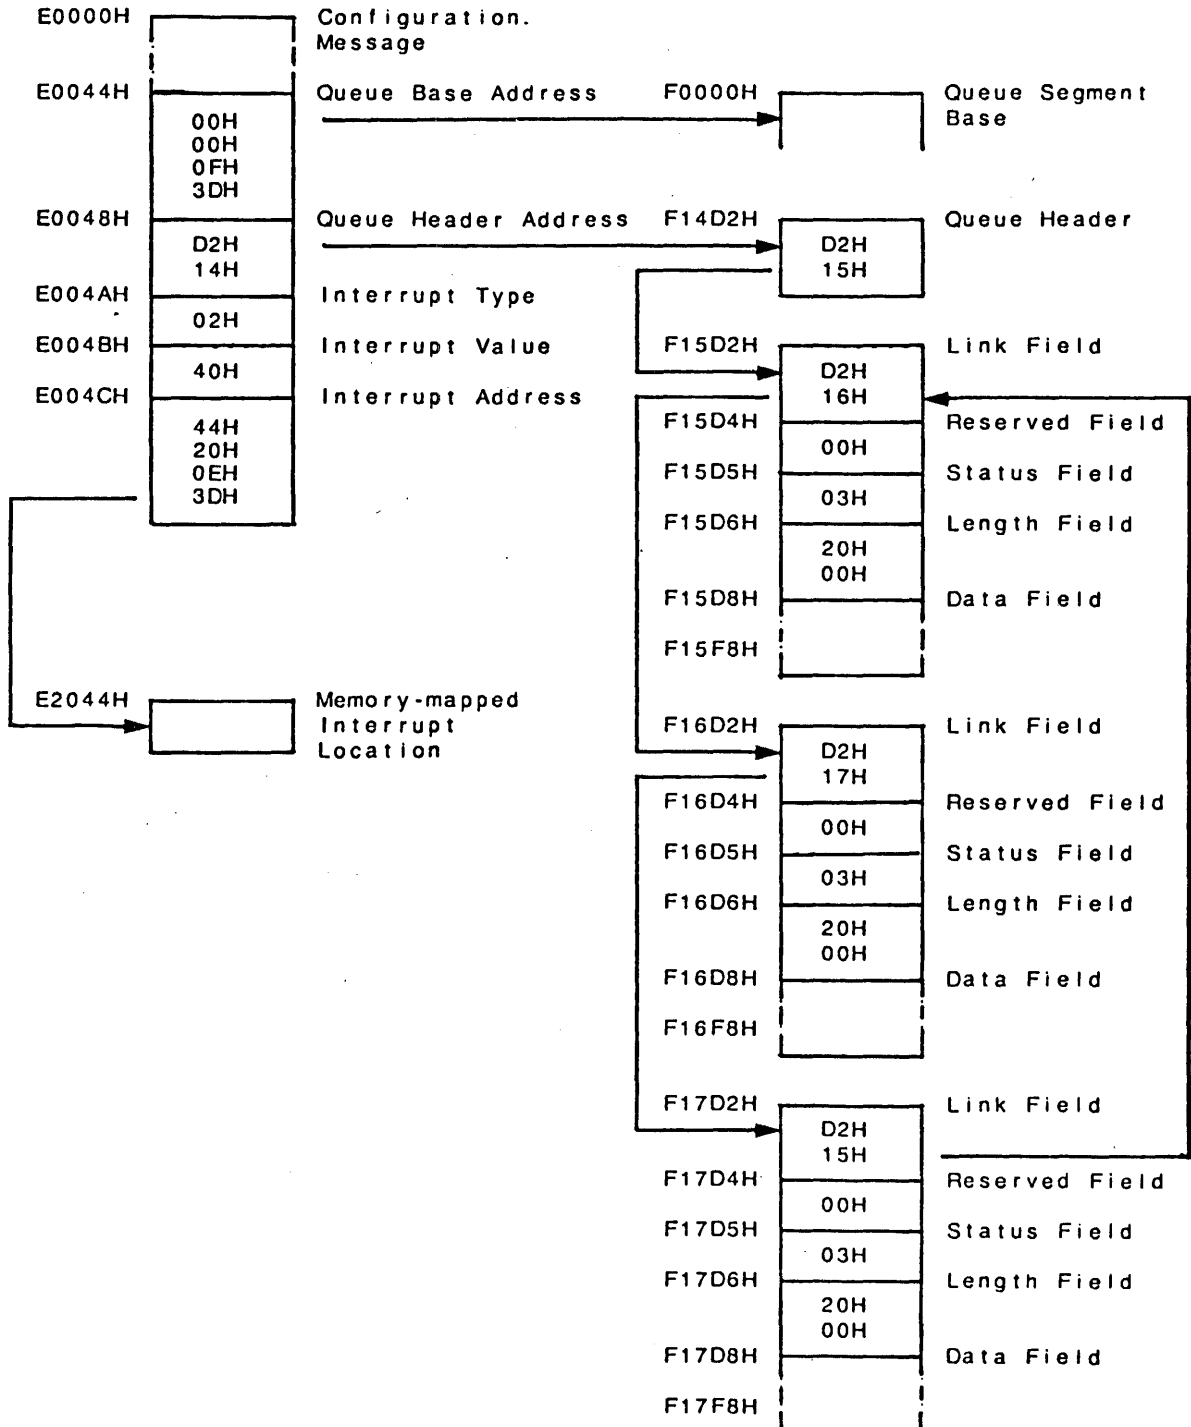 E0000H Configuration.
Message
E0044H Queue Base Address F0000H Queue Segment
Base
00H
00H
0FH
3DH
E0048H Queue Header Address F14D2H Queue Header
D2H D2H
14H 15H
E004AH Interrupt Type
02H
E004BH Interrupt Value F15D2H Link Field
40H D2H
E004CH Interrupt Address 16H
44H F15D4H Reserved Field
20H 00H
0EH F15D5H Status Field
3DH 03H
F15D6H Length Field
20H
00H
F15D8H Data Field
F15F8H
E2044H Memory-mapped
Interrupt F16D2H Link Field
Location D2H
17H
F16D4H Reserved Field
00H
F16D5H Status Field
03H
F16D6H Length Field
20H
00H
F16D8H Data Field
F16F8H
F17D2H Link Field
D2H
15H
F17D4H Reserved Field
00H
F17D5H Status Field
03H
F17D6H Length Field
20H
00H
F17D8H Data Field
F17F8H